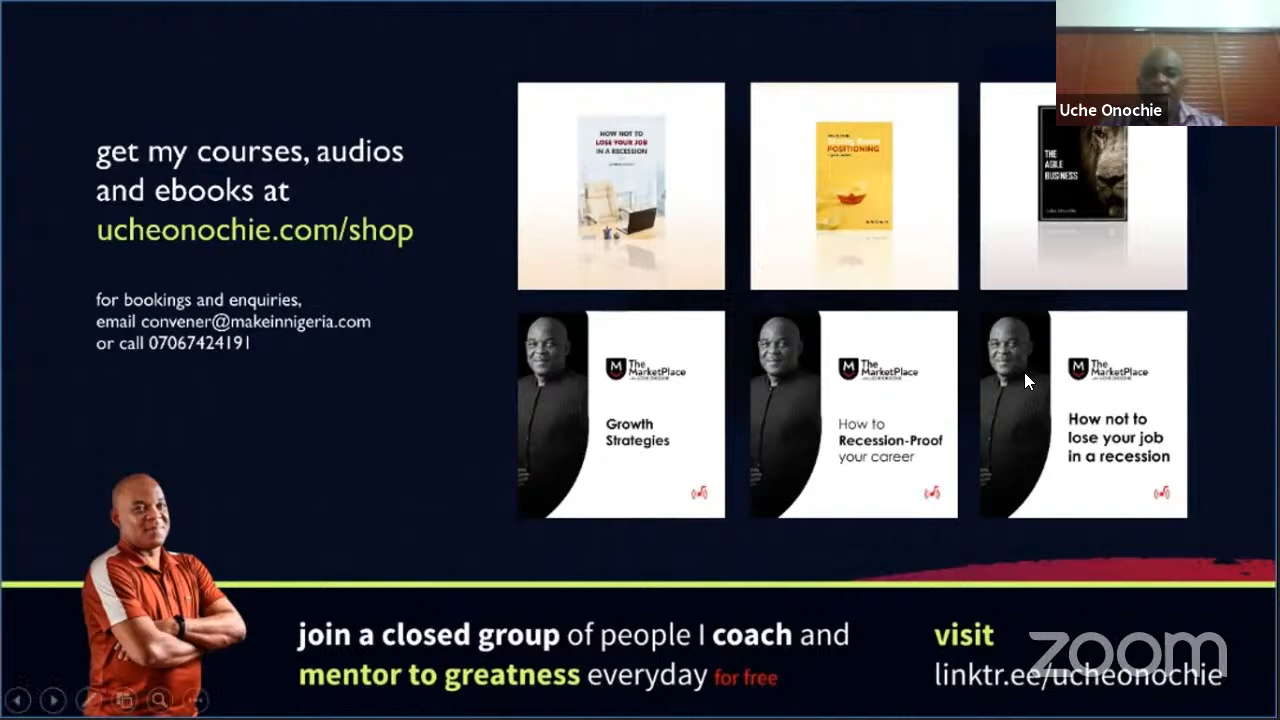 Uche Onochie
get my courses, audios
and ebooks at
ucheonochie.com/shop
for bookings and enquiries,
email convener@makeinnigeria.com
or call 07067424191
HOW NOT TO
LOSE YOUR JOB
IN A RECESSION
POSITIONING
THE
AGILE
BUSINESS
Uche Onochie
The
MarketPlace
Growth
Strategies
The
MarketPlace
How to
Recession-Proof
your career
The
MarketPlace
How not to
lose your job
in a recession
join a closed group of people I coach and
mentor to greatness everyday for free
visit
linktr.ee/ucheonochie
zoom